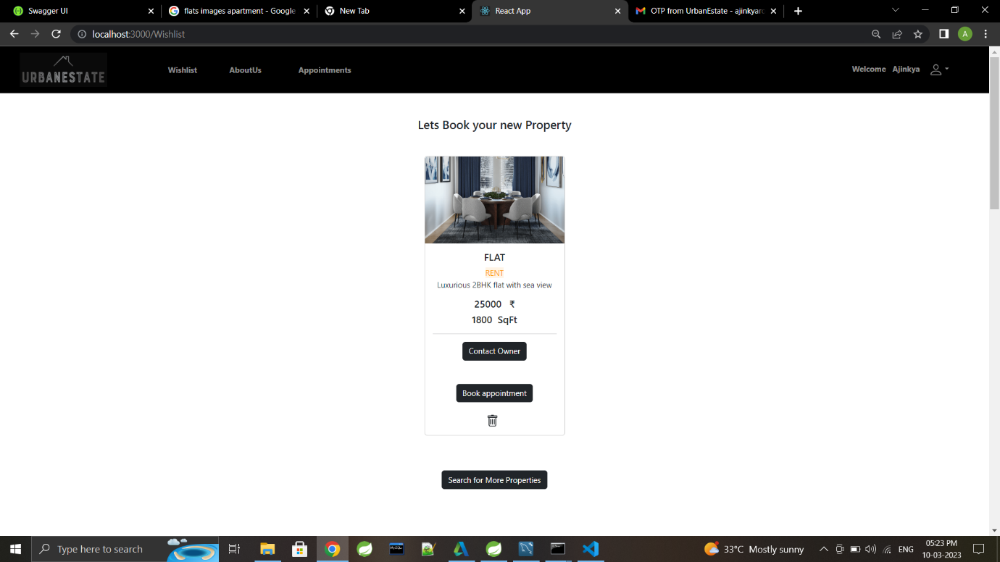 Swagger UI
flats images apartment - Google
New Tab
React App
OTP from UrbanEstate - ajinkyarc
localhost:3000/Wishlist
A
URBANESTATE
Wishlist
AboutUs
Appointments
Welcome Ajinkya
Lets Book your new Property
FLAT
RENT
Luxurious 2BHK flat with sea view
25000 ₹
1800 SqFt
Contact Owner
Book appointment
Search for More Properties
Type here to search
33°C Mostly sunny
ENG
05:23 PM
10-03-2023